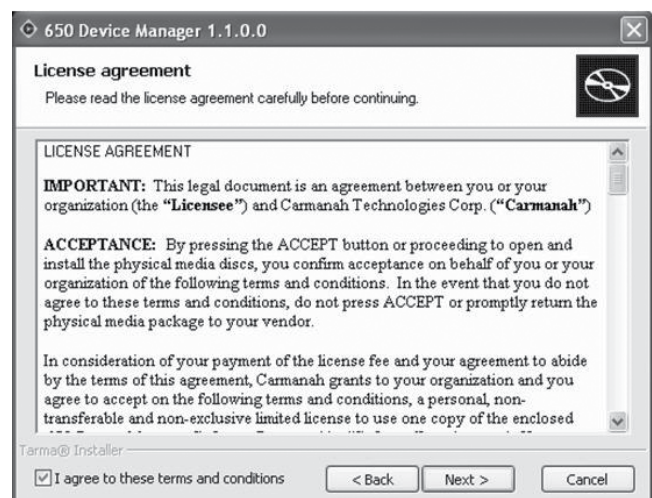 650 Device Manager 1.1.0.0
License agreement
Please read the license agreement carefully before continuing.
LICENSE AGREEMENT
IMPORTANT: This legal document is an agreement between you or your
organization (the “Licensee”) and Carmanah Technologies Corp. (“Carmanah”)
ACCEPTANCE: By pressing the ACCEPT button or proceeding to open and
install the physical media discs, you confirm acceptance on behalf of you or your
organization of the following terms and conditions. In the event that you do not
agree to these terms and conditions, do not press ACCEPT or promptly return the
physical media package to your vendor.
In consideration of your payment of the license fee and your agreement to abide
by the terms of this agreement, Carmanah grants to your organization and you
agree to accept on the following terms and conditions, a personal, non-
transferable and non-exclusive limited license to use one copy of the enclosed
Tarma® Installer
I agree to these terms and conditions
< Back
Next >
Cancel